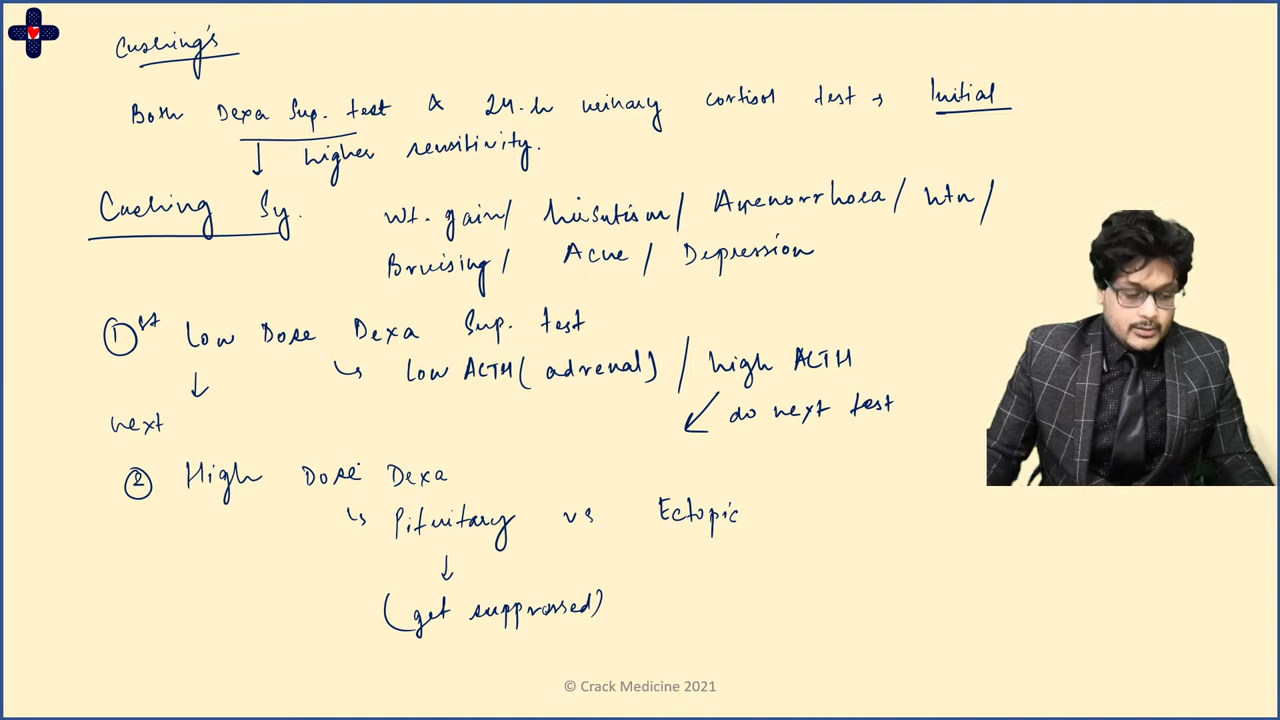 Cushing's
Both Dexa Sup. test & 24-h urinary cortisol test → Initial
↓ higher sensitivity.
Cushing Sy. Wt. gain/ hirsutism/ Amenorrhoea/ htn/
Bruising/ Acne/ Depression
①st Low Dose Dexa Sup. test
↓ ↳ low ACTH (adrenal) / high ACTH
next ↙ do next test
② High Dose Dexa
↳ Pituitary vs Ectopic
↓
(get suppressed)
© Crack Medicine 2021